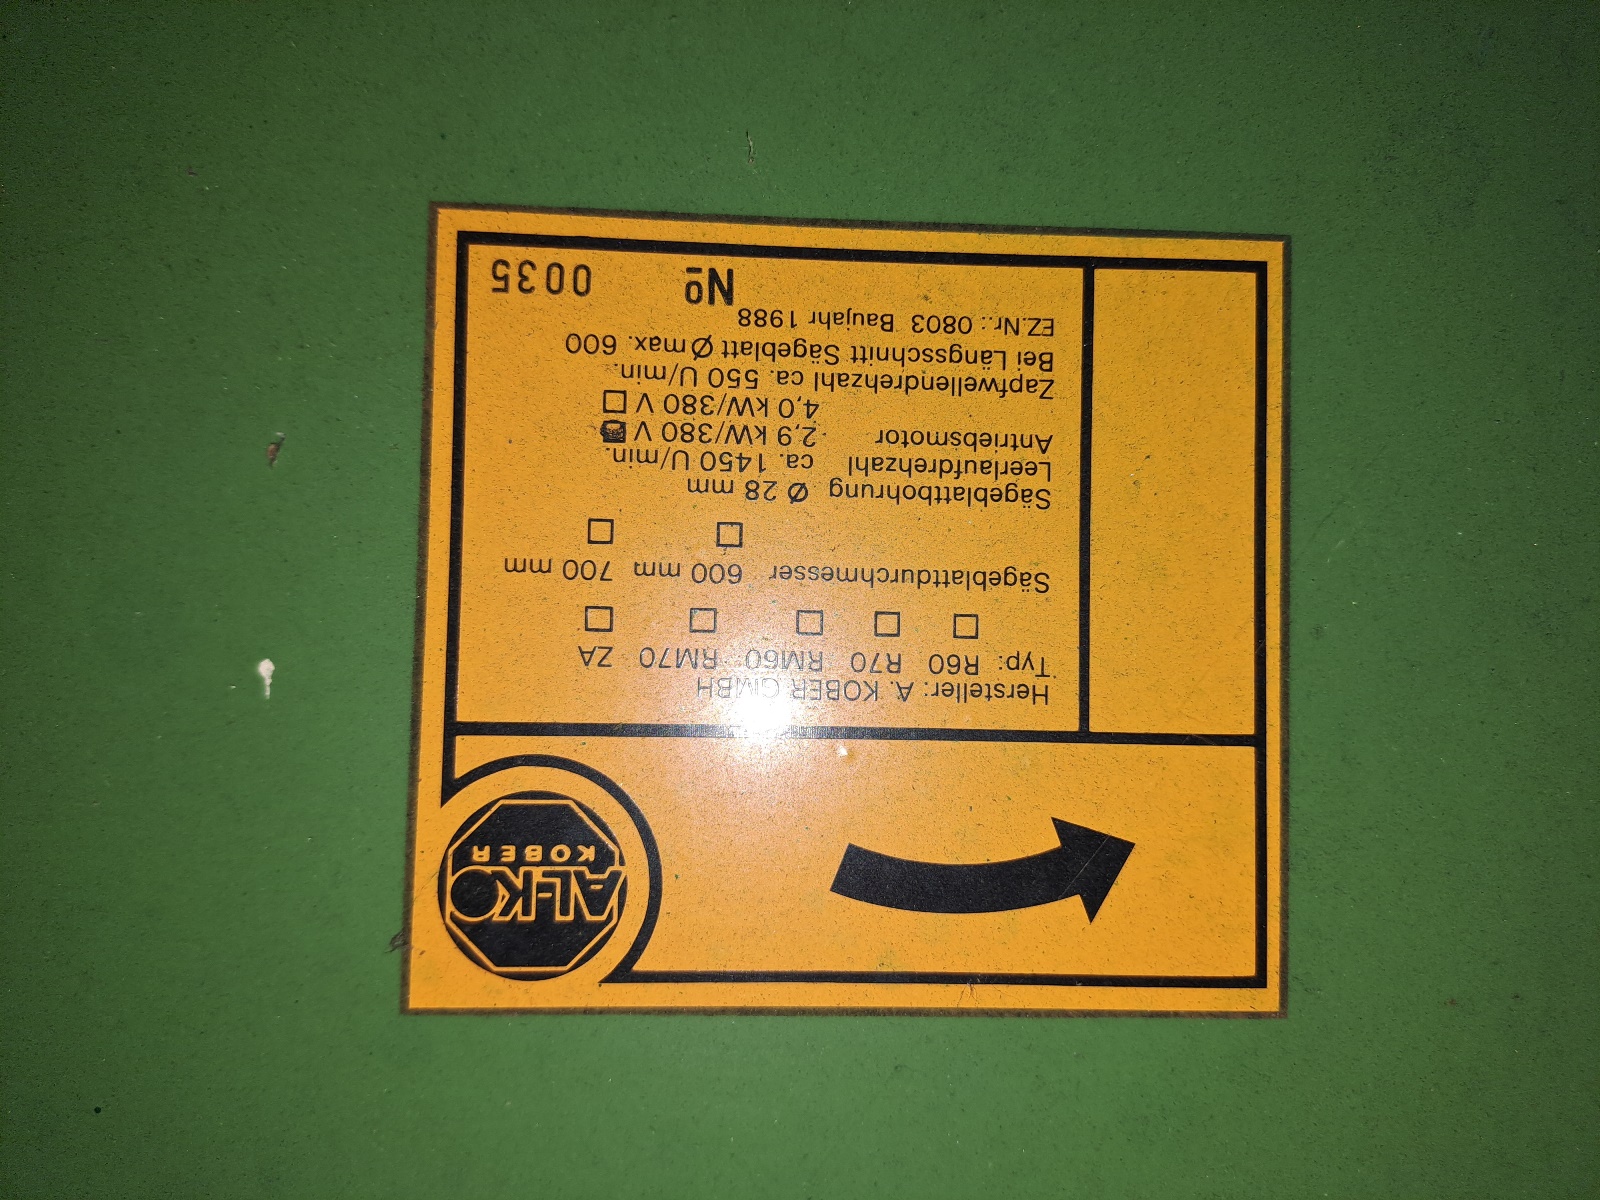 AL-KO
KOBER
Hersteller: A. KOBER GMBH
Typ: R60 R70 RM60 RM70 ZA
Sägeblattdurchmesser 600 mm 700 mm
Sägeblattbohrung Ø 28 mm
Leerlaufdrehzahl ca. 1450 U/min.
Antriebsmotor 2,9 kW/380 V
4,0 kW/380 V
Zapfwellendrehzahl ca. 550 U/min.
Bei Längsschnitt Sägeblatt Ø max. 600
EZ.Nr.: 0803 Baujahr 1988
Nº 0035